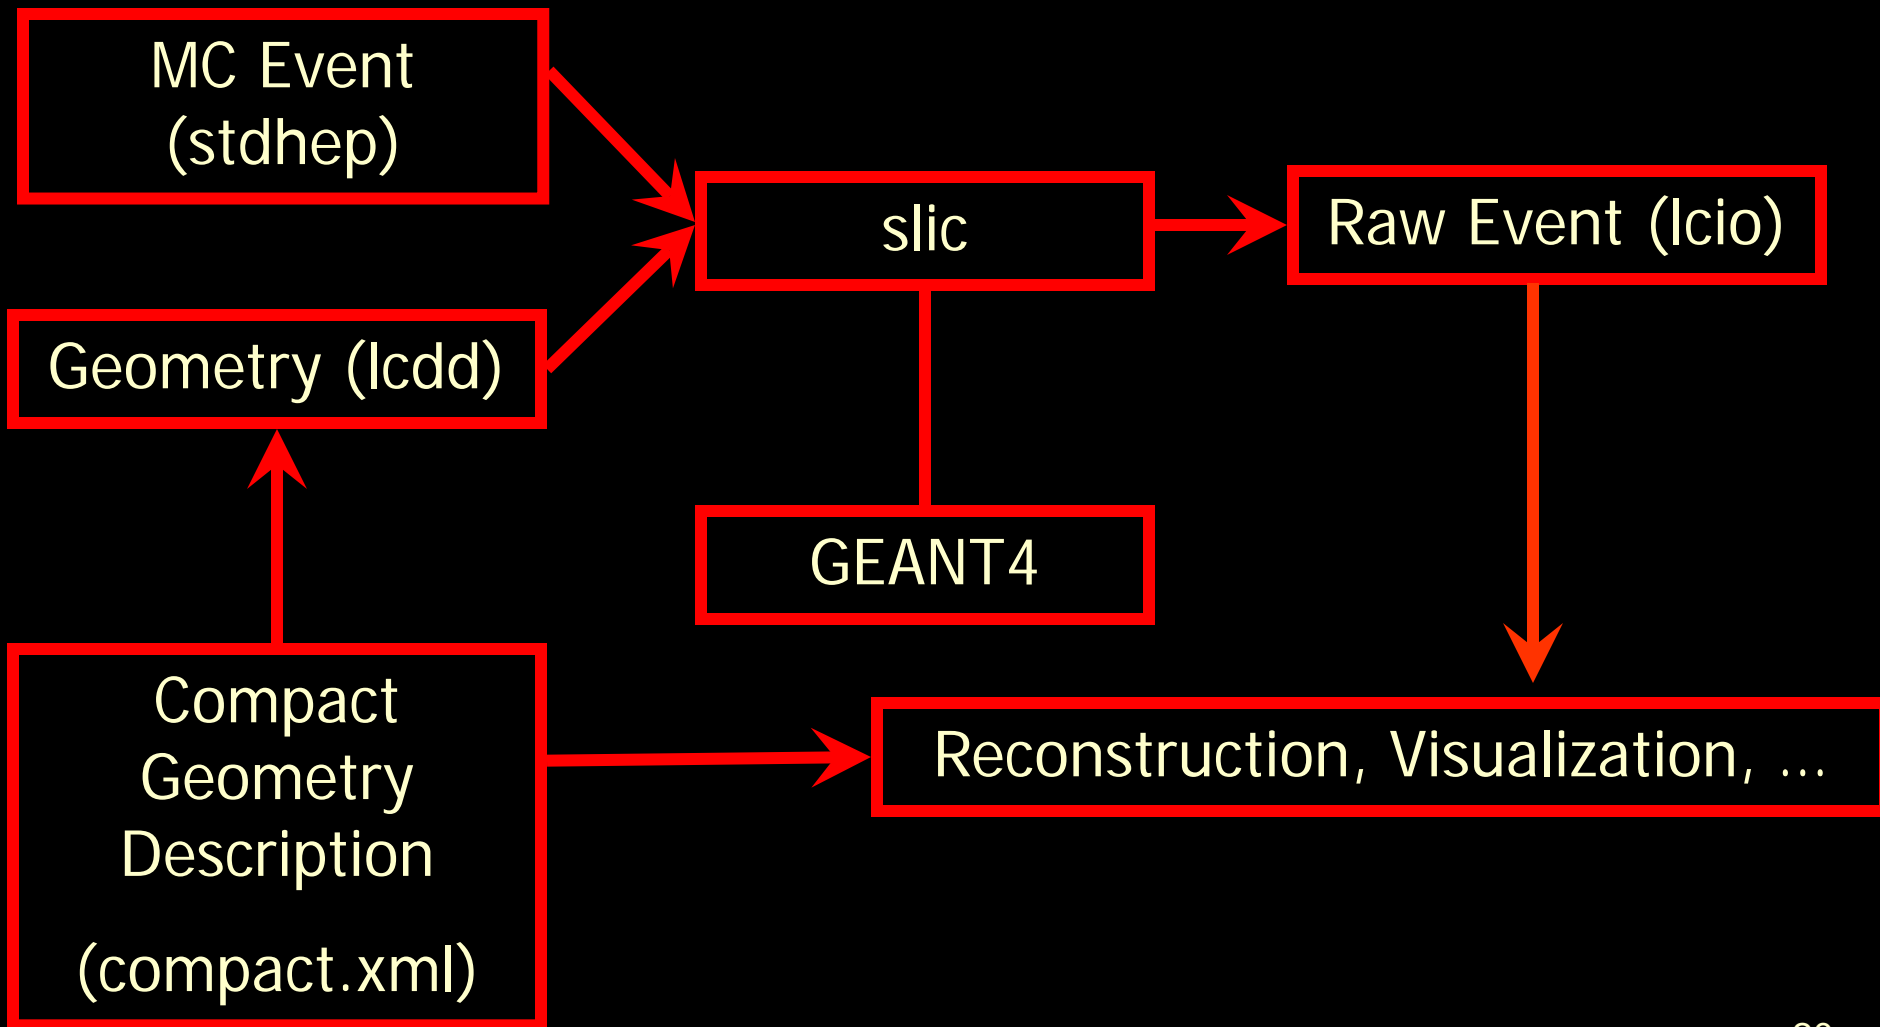 MC Event
(stdhep)
slic
Raw Event (lcio)
Geometry (lcdd)
GEANT4
Compact
Geometry
Description
(compact.xml)
Reconstruction, Visualization, ...